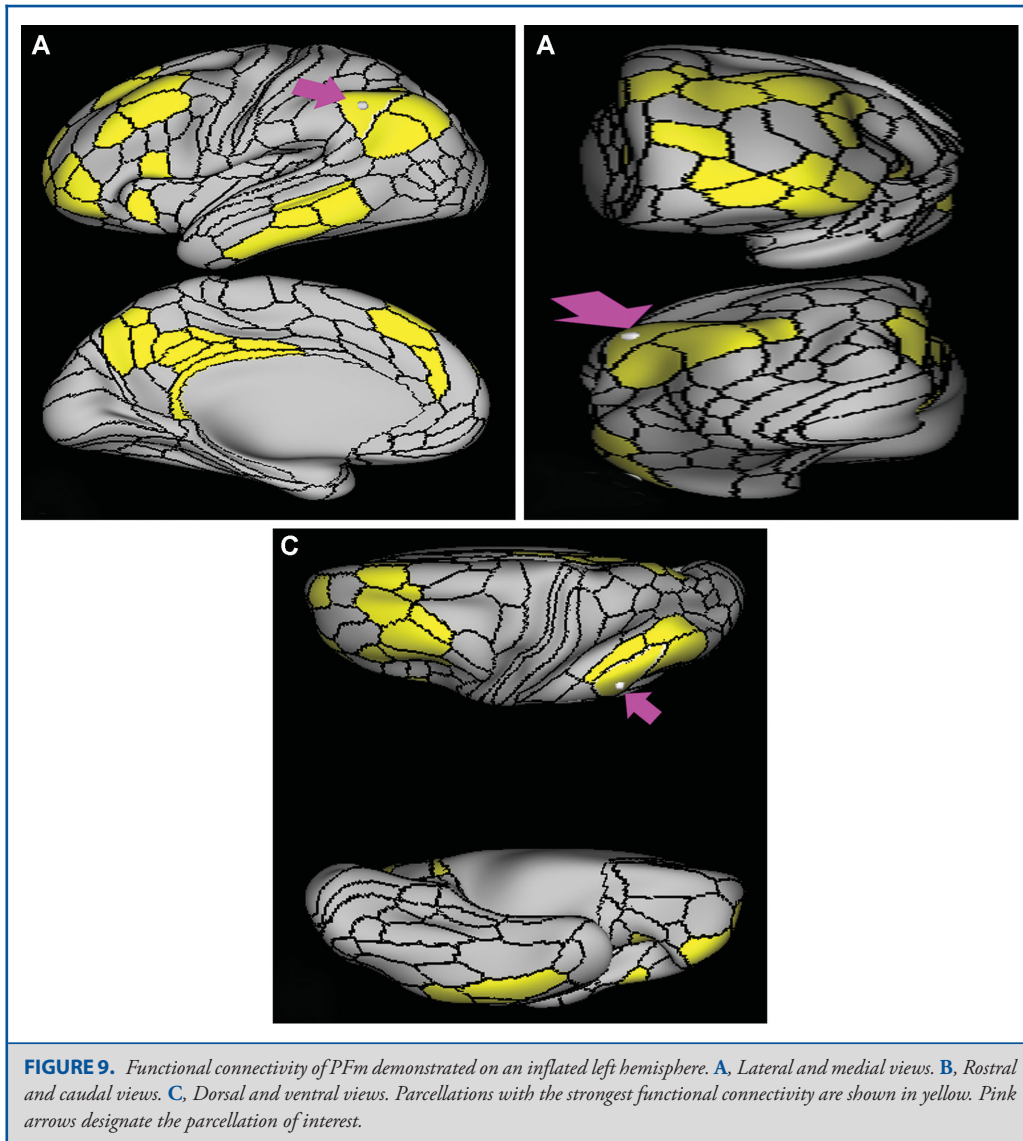 A
A
C
FIGURE 9. Functional connectivity of PFm demonstrated on an inflated left hemisphere. A, Lateral and medial views. B, Rostral
and caudal views. C, Dorsal and ventral views. Parcellations with the strongest functional connectivity are shown in yellow. Pink
arrows designate the parcellation of interest.